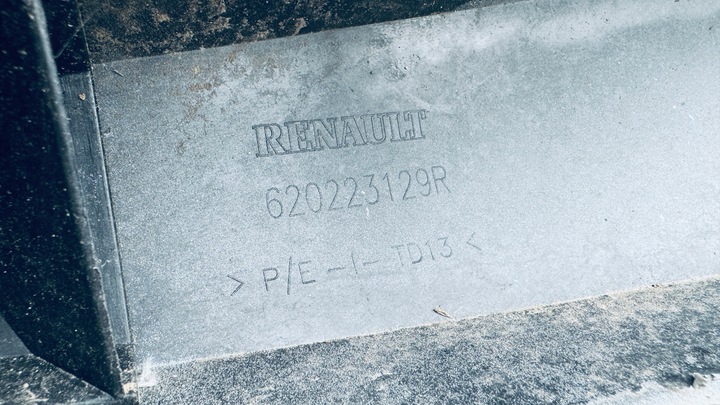 RENAULT
620223129R
> P/E-I-TD13 <